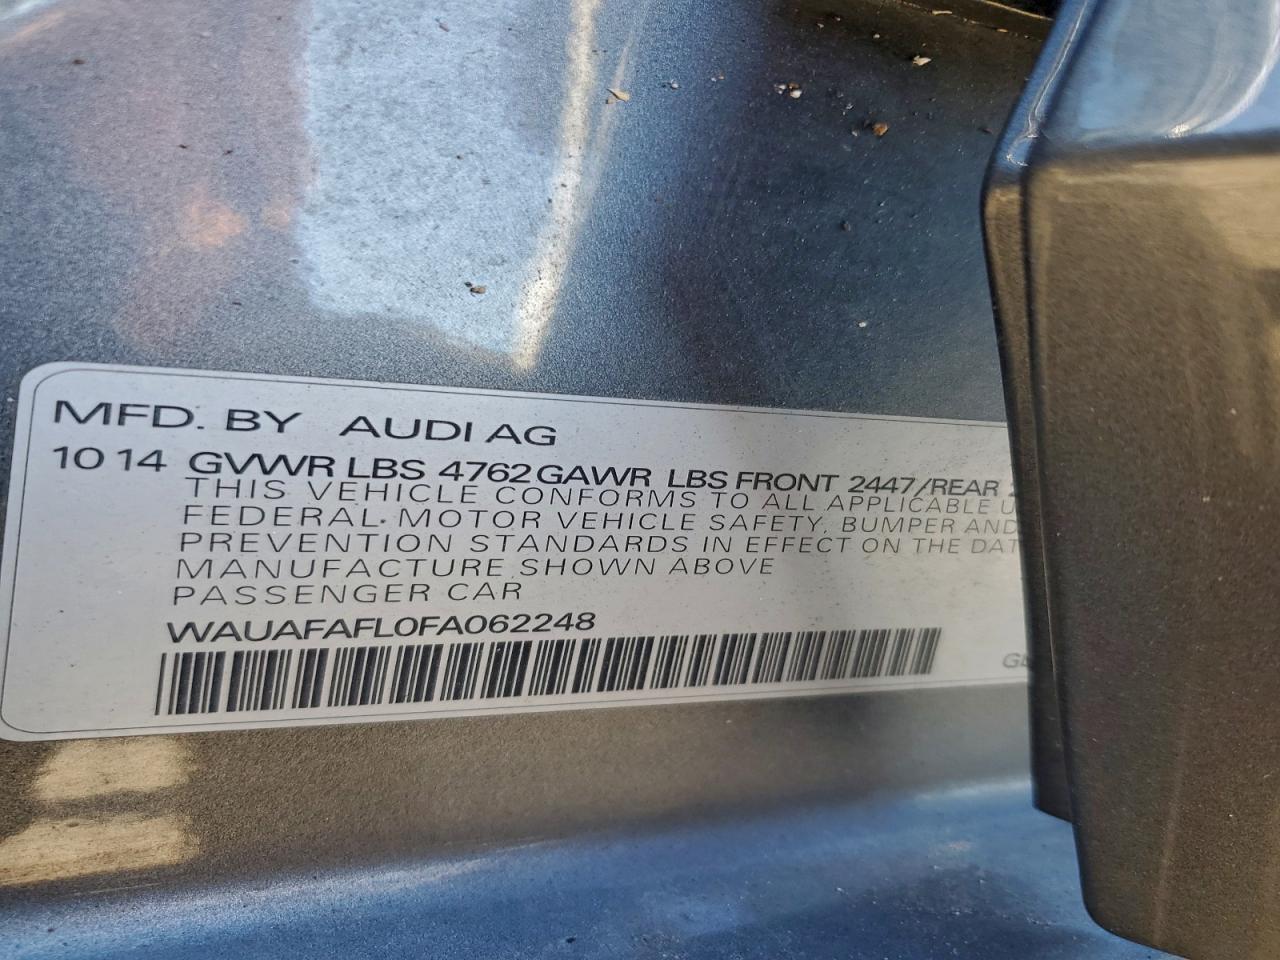 MFD. BY AUDI AG
10 14 GVWR LBS 4762 GAWR LBS FRONT 2447/REAR
THIS VEHICLE CONFORMS TO ALL APPLICABLE
FEDERAL MOTOR VEHICLE SAFETY, BUMPER AND
PREVENTION STANDARDS IN EFFECT ON THE
MANUFACTURE SHOWN ABOVE
PASSENGER CAR
WAUAFAFL0FA062248